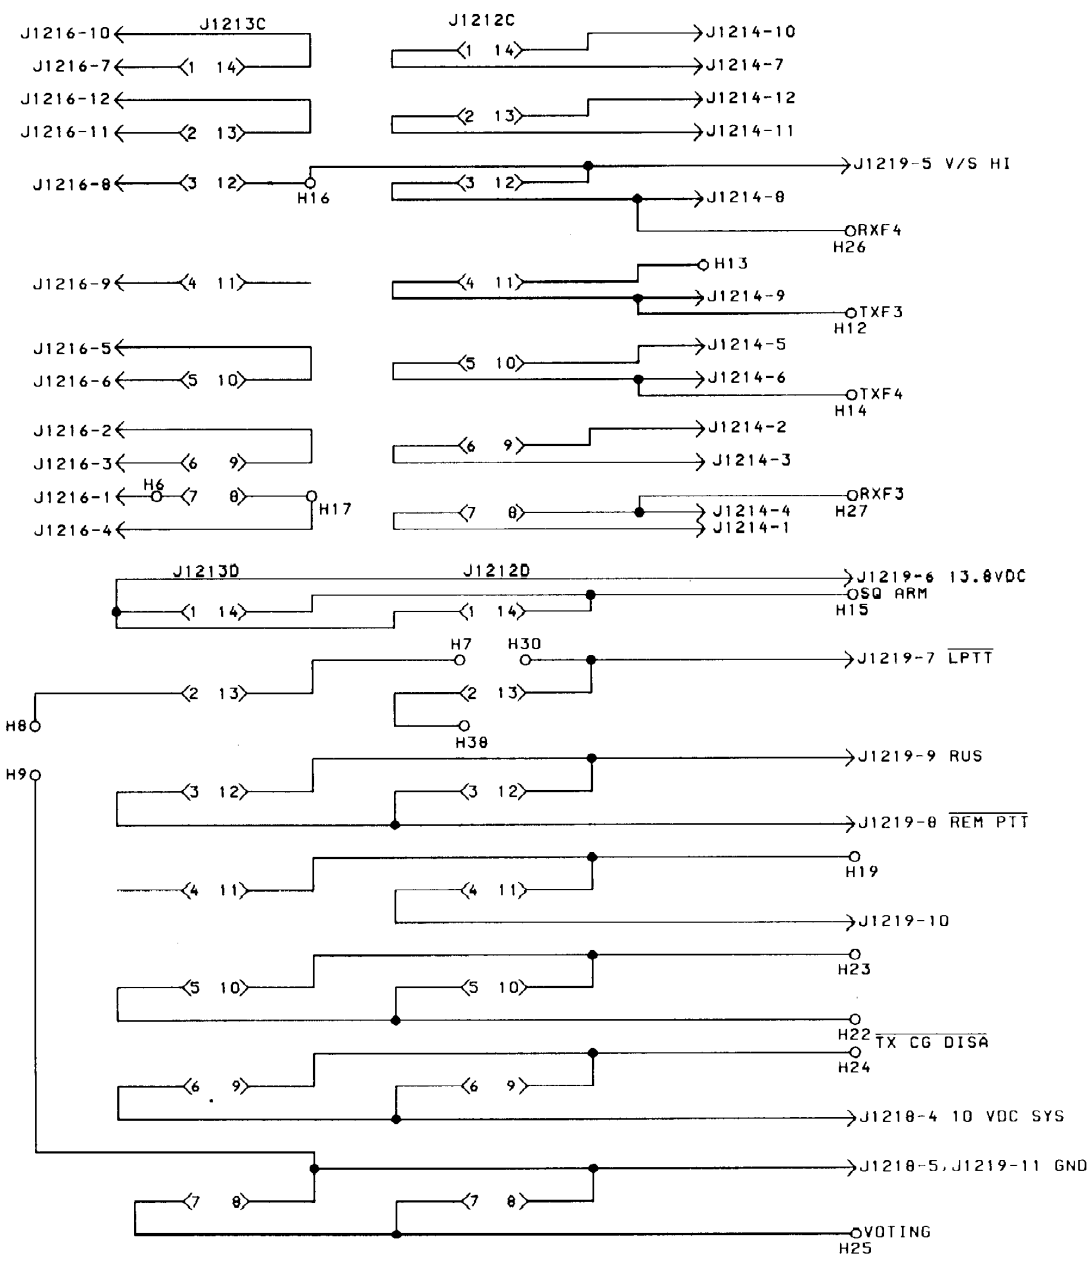 J1213C J1212C
J1216-10 J1214-10
1 14
J1216-7 1 14 J1214-7
J1216-12 J1214-12
2 13
J1216-11 2 13 J1214-11
J1219-5 V/S HI
J1216-8 3 12 3 12
H16 J1214-8
RXF4
H26
H13
J1216-9 4 11 4 11
J1214-9
TXF3
H12
J1216-5 J1214-5
5 10
J1216-6 5 10 J1214-6
TXF4
H14
J1216-2 J1214-2
6 9
J1216-3 6 9 J1214-3
H6
J1216-1 7 8 RXF3
H17 7 8 J1214-4 H27
J1216-4 J1214-1
J1213D J1212D
J1219-6 13.8VDC
SQ ARM
1 14 1 14 H15
H7 H30
J1219-7 LPTT
2 13 2 13
H8
H38
J1219-9 RUS
H9
3 12 3 12
J1219-8 REM PTT
H19
4 11 4 11
J1219-10
H23
5 10 5 10
H22 TX CG DISA
H24
6 9 6 9
J1218-4 10 VDC SYS
J1218-5,J1219-11 GND
7 8 7 8
VOTING
H25